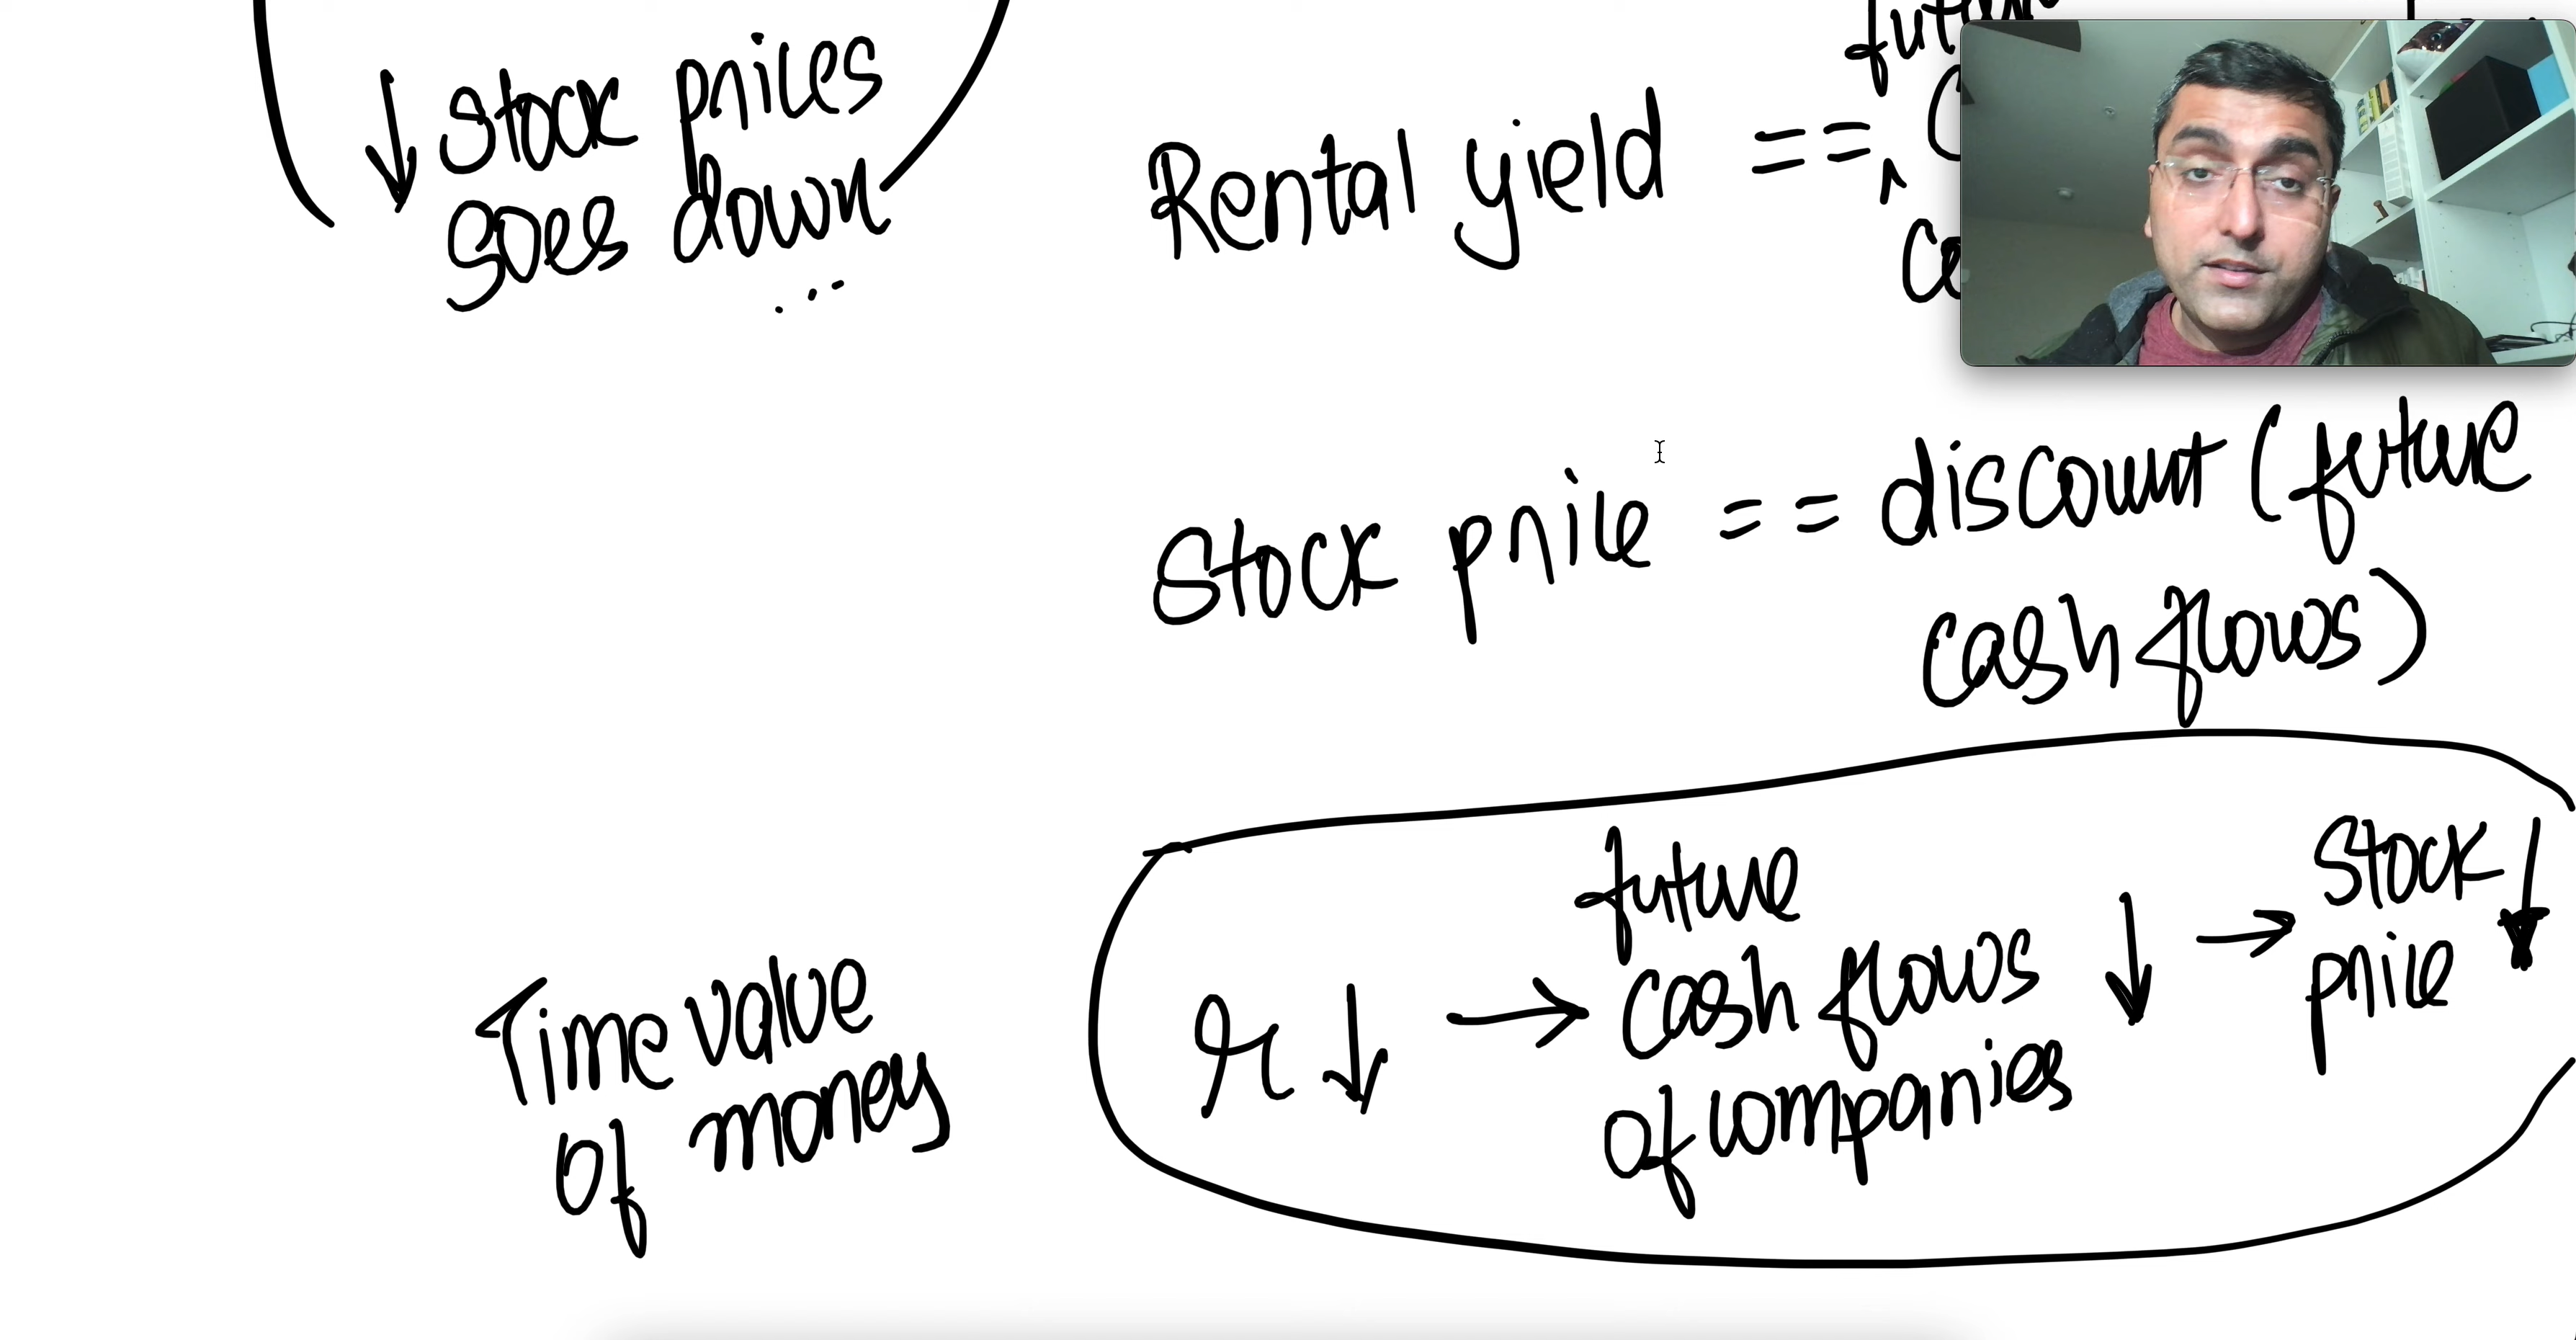 ↓ Stock prices
goes down
...
Rental yield ==
Stock price == discount (future
cash flows)
Time value
of money
r ↓ → future
cash flows ↓
of companies
→ Stock ↓
price